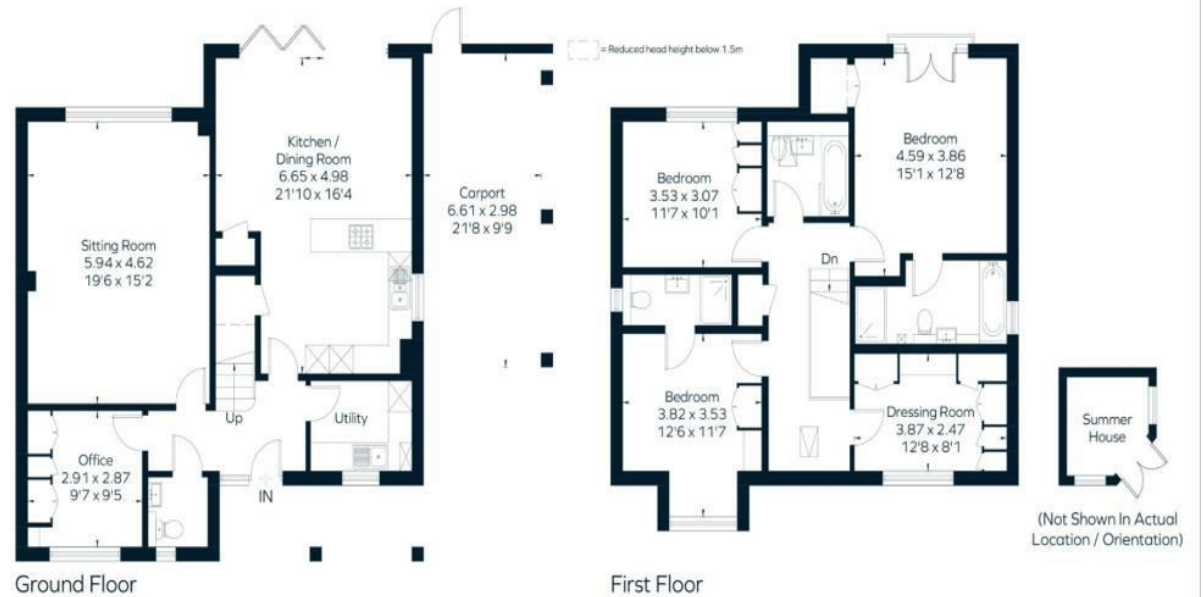 = Reduced head height below 1.5m
Kitchen /
Dining Room
6.65 x 4.98
21'10 x 16'4
Carport
6.61 x 2.98
21'8 x 9'9
Sitting Room
5.94 x 4.62
19'6 x 15'2
Up
Utility
Office
2.91 x 2.87
9'7 x 9'5
IN
Ground Floor
Bedroom
4.59 x 3.86
15'1 x 12'8
Bedroom
3.53 x 3.07
11'7 x 10'1
Dn
Bedroom
3.82 x 3.53
12'6 x 11'7
Dressing Room
3.87 x 2.47
12'8 x 8'1
First Floor
Summer
House
(Not Shown In Actual
Location / Orientation)